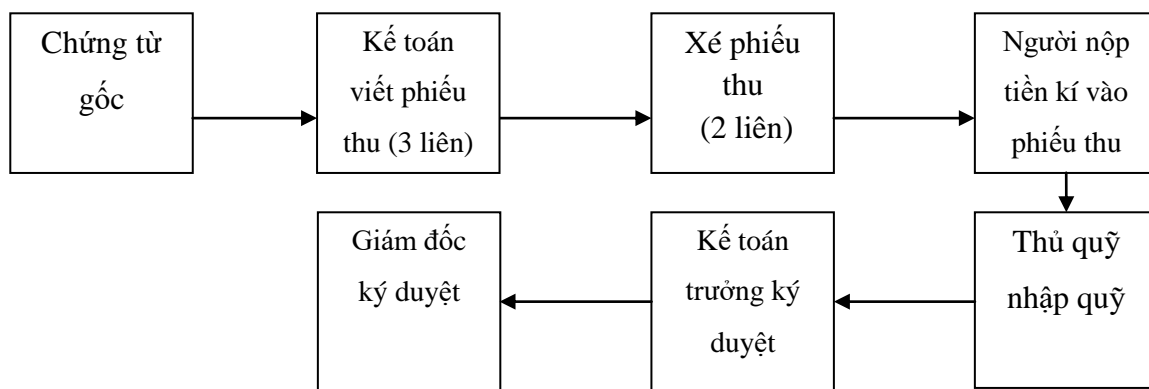 Chứng từ
gốc
Kế toán
viết phiếu
thu (3 liên)
Xé phiếu
thu
(2 liên)
Người nộp
tiền kí vào
phiếu thu
Thủ quỹ
nhập quỹ
Kế toán
trưởng ký
duyệt
Giám đốc
ký duyệt